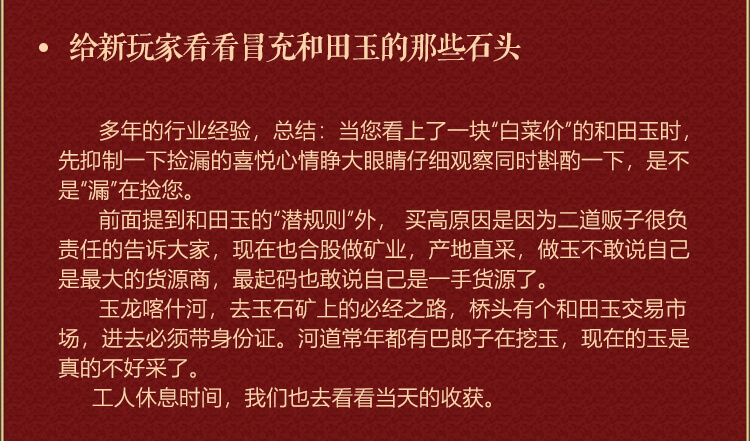 • 给新玩家看看冒充和田玉的那些石头
多年的行业经验，总结：当您看上了一块“白菜价”的和田玉时，
先抑制一下捡漏的喜悦心情睁大眼睛仔细观察同时斟酌一下，是不
是“漏”在捡您。
前面提到和田玉的“潜规则”外， 买高原因是因为二道贩子很负
责任的告诉大家，现在也合股做矿业，产地直采，做玉不敢说自己
是最大的货源商，最起码也敢说自己是一手货源了。
玉龙喀什河，去玉石矿上的必经之路，桥头有个和田玉交易市
场，进去必须带身份证。河道常年都有巴郎子在挖玉，现在的玉是
真的不好采了。
工人休息时间，我们也去看看当天的收获。